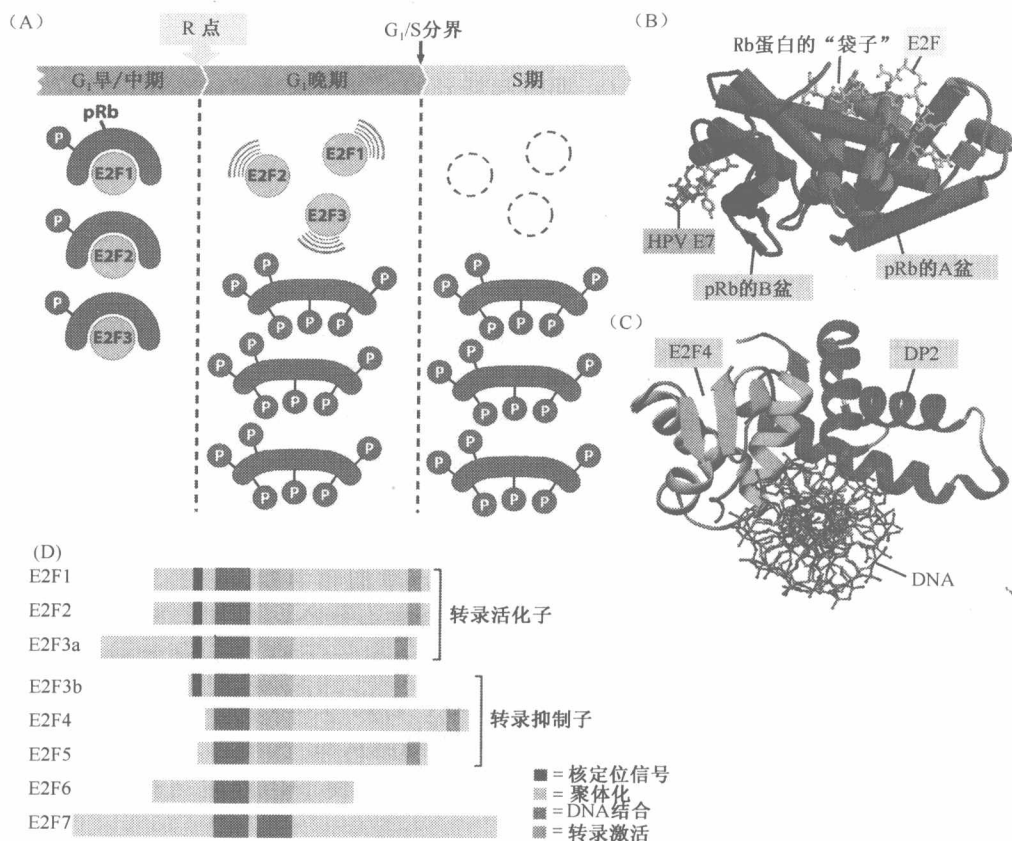 (A)
R 点
G₁/S分界
G₁早/中期
G₁晚期
S期
pRb
P
E2F1
P
E2F2
P
E2F3
E2F2
E2F1
E2F3
P P P P P P
P P P P P P
P P P P P P
P P P P P P
P P P P P P
P P P P P P
(B)
Rb蛋白的“袋子”
E2F
HPV E7
pRb的B盆
pRb的A盆
(C)
E2F4
DP2
DNA
(D)
E2F1
E2F2
E2F3a
转录活化子
E2F3b
E2F4
E2F5
转录抑制子
E2F6
E2F7
= 核定位信号
= 聚体化
= DNA结合
= 转录激活